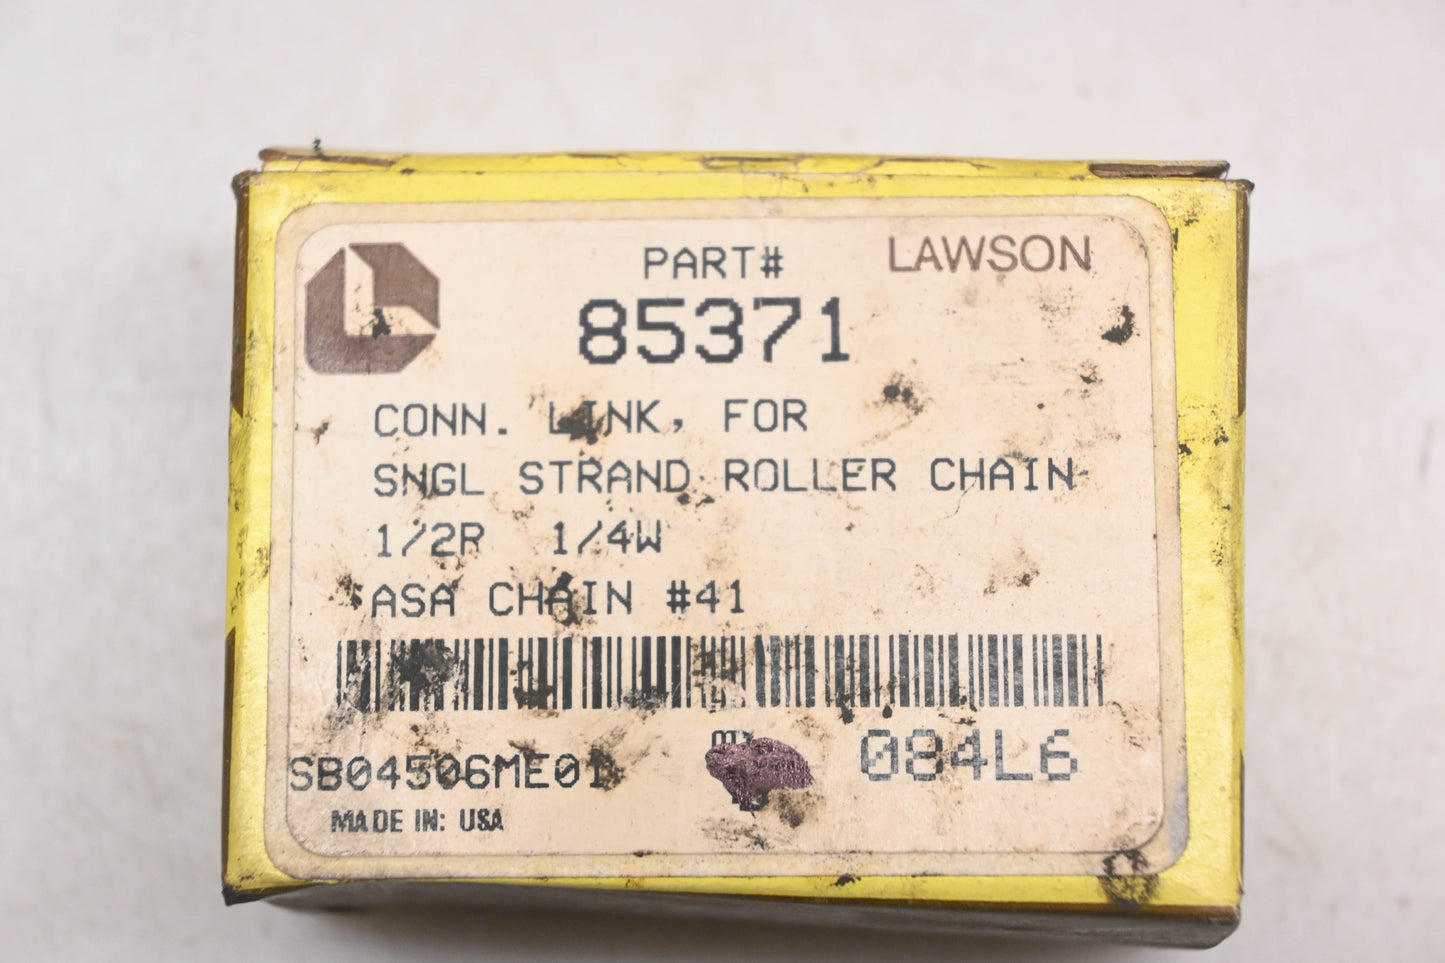 PART#
LAWSON
85371
CONN. LINK, FOR
SNGL STRAND ROLLER CHAIN
1/2R 1/4W
ASA CHAIN #41
SB04506ME01
084L6
MADE IN: USA